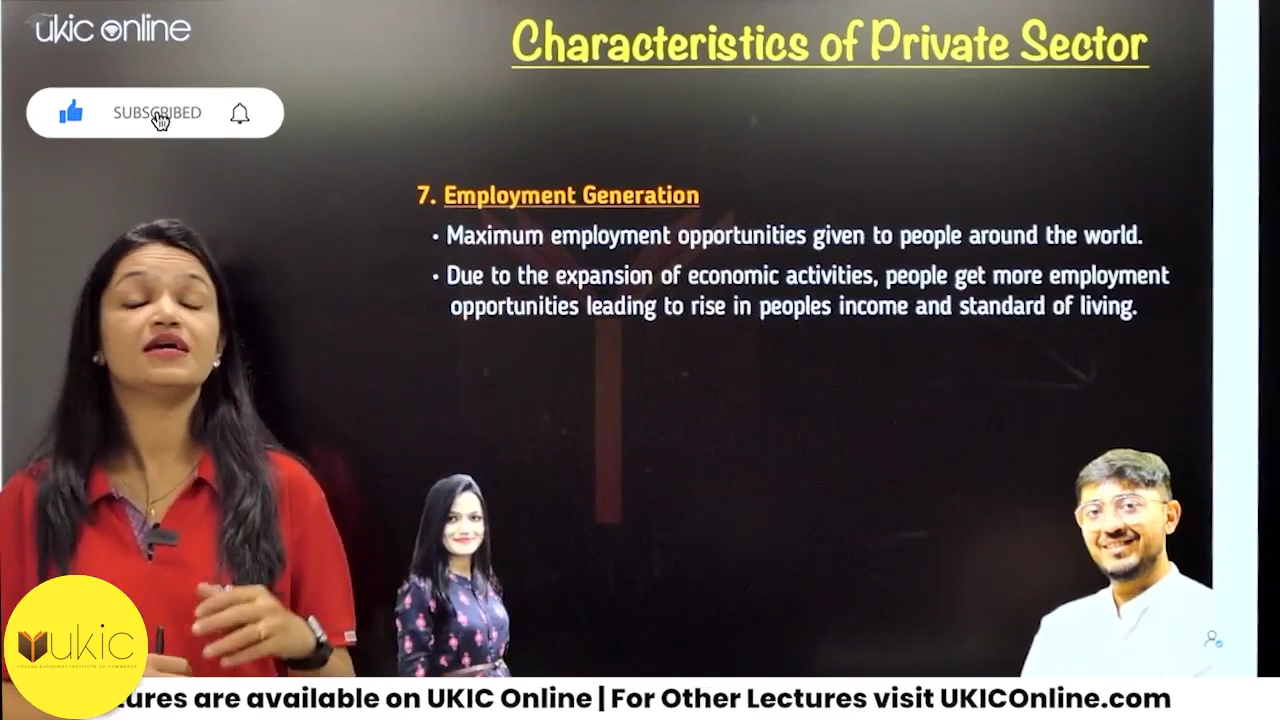 ukic online
Characteristics of Private Sector
SUBSCRIBED
7. Employment Generation
• Maximum employment opportunities given to people around the world.
• Due to the expansion of economic activities, people get more employment
opportunities leading to rise in peoples income and standard of living.
ukic
tures are available on UKIC Online | For Other Lectures visit UKICOnline.com